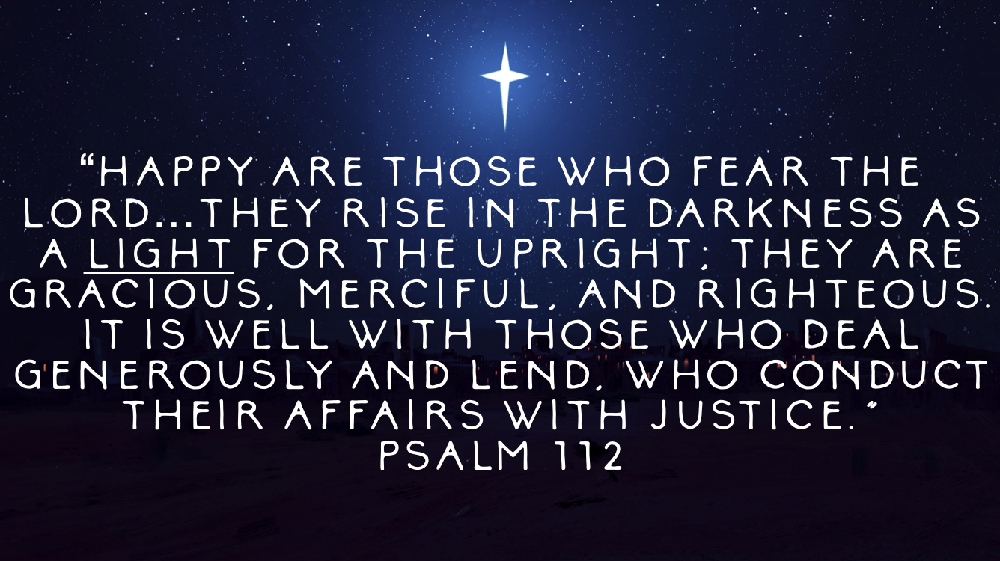 “HAPPY ARE THOSE WHO FEAR THE
LORD...THEY RISE IN THE DARKNESS AS
A LIGHT FOR THE UPRIGHT; THEY ARE
GRACIOUS, MERCIFUL, AND RIGHTEOUS.
IT IS WELL WITH THOSE WHO DEAL
GENEROUSLY AND LEND, WHO CONDUCT
THEIR AFFAIRS WITH JUSTICE.”
PSALM 112